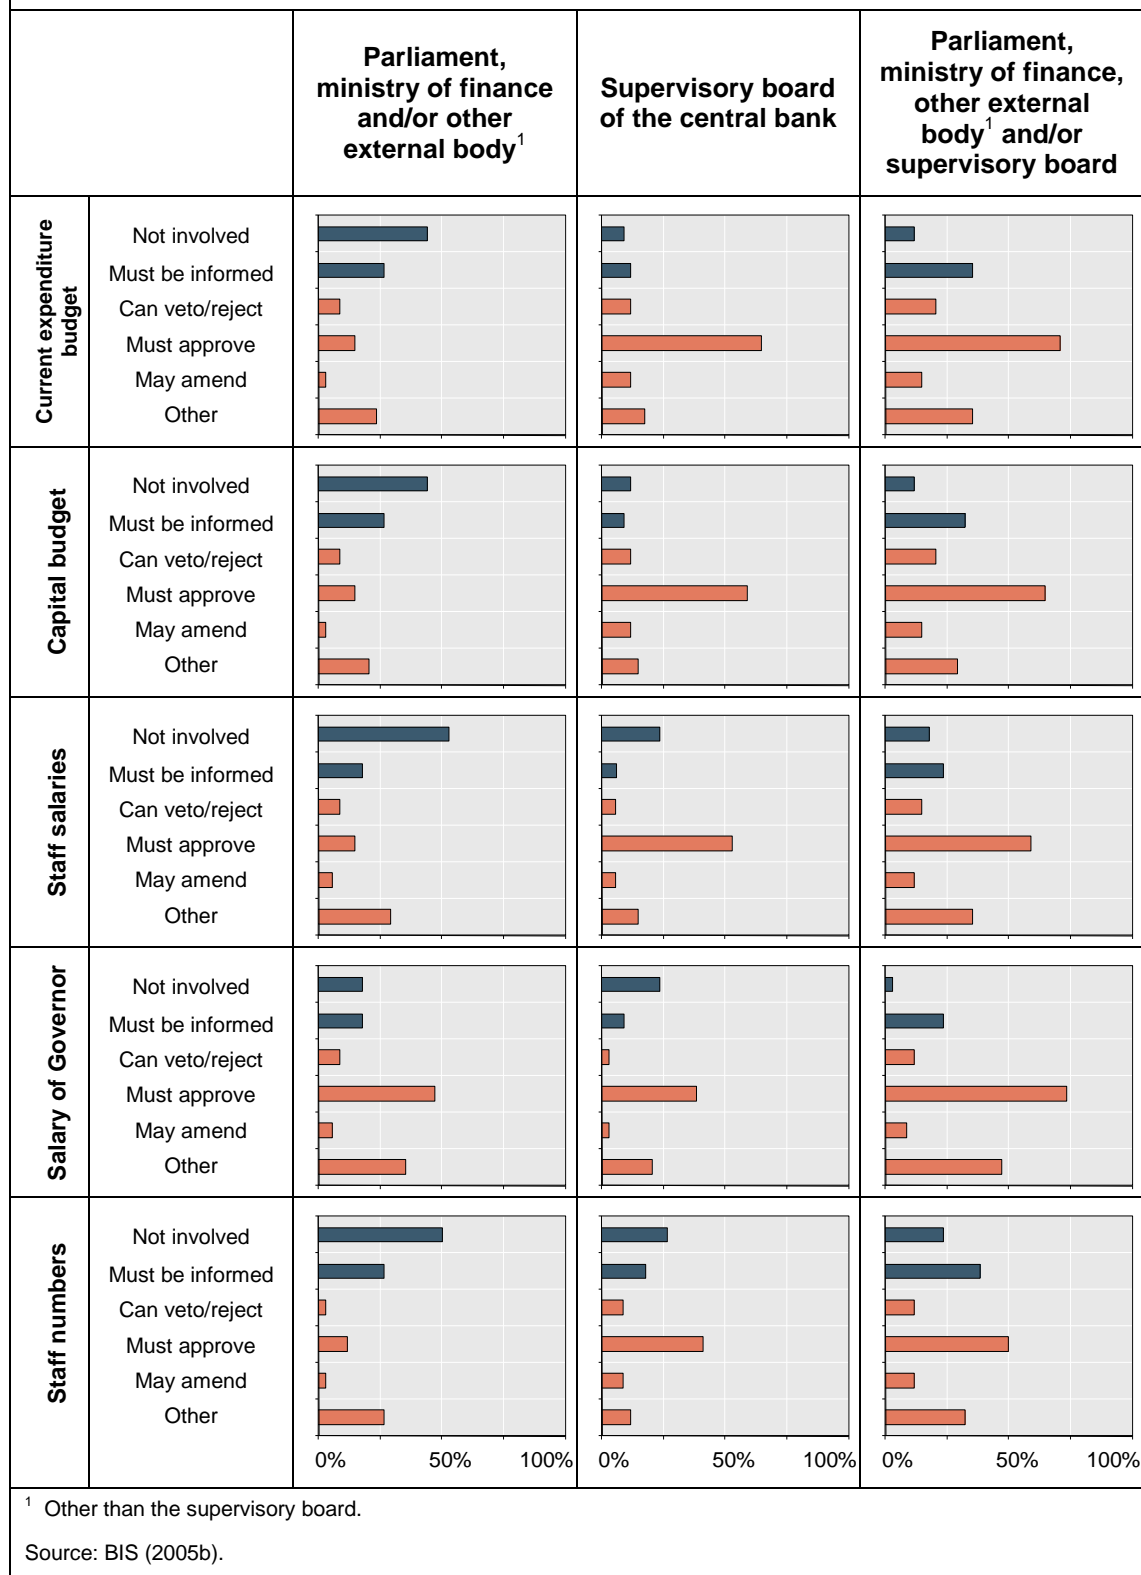 Parliament,
ministry of finance
and/or other
external body1
Supervisory board
of the central bank
Parliament,
ministry of finance,
other external
body1 and/or
supervisory board
Current expenditure
budget
Not involved
Must be informed
Can veto/reject
Must approve
May amend
Other
Capital budget
Not involved
Must be informed
Can veto/reject
Must approve
May amend
Other
Staff salaries
Not involved
Must be informed
Can veto/reject
Must approve
May amend
Other
Salary of Governor
Not involved
Must be informed
Can veto/reject
Must approve
May amend
Other
Staff numbers
Not involved
Must be informed
Can veto/reject
Must approve
May amend
Other
0% 50% 100%
0% 50% 100%
0% 50% 100%
1 Other than the supervisory board.
Source: BIS (2005b).